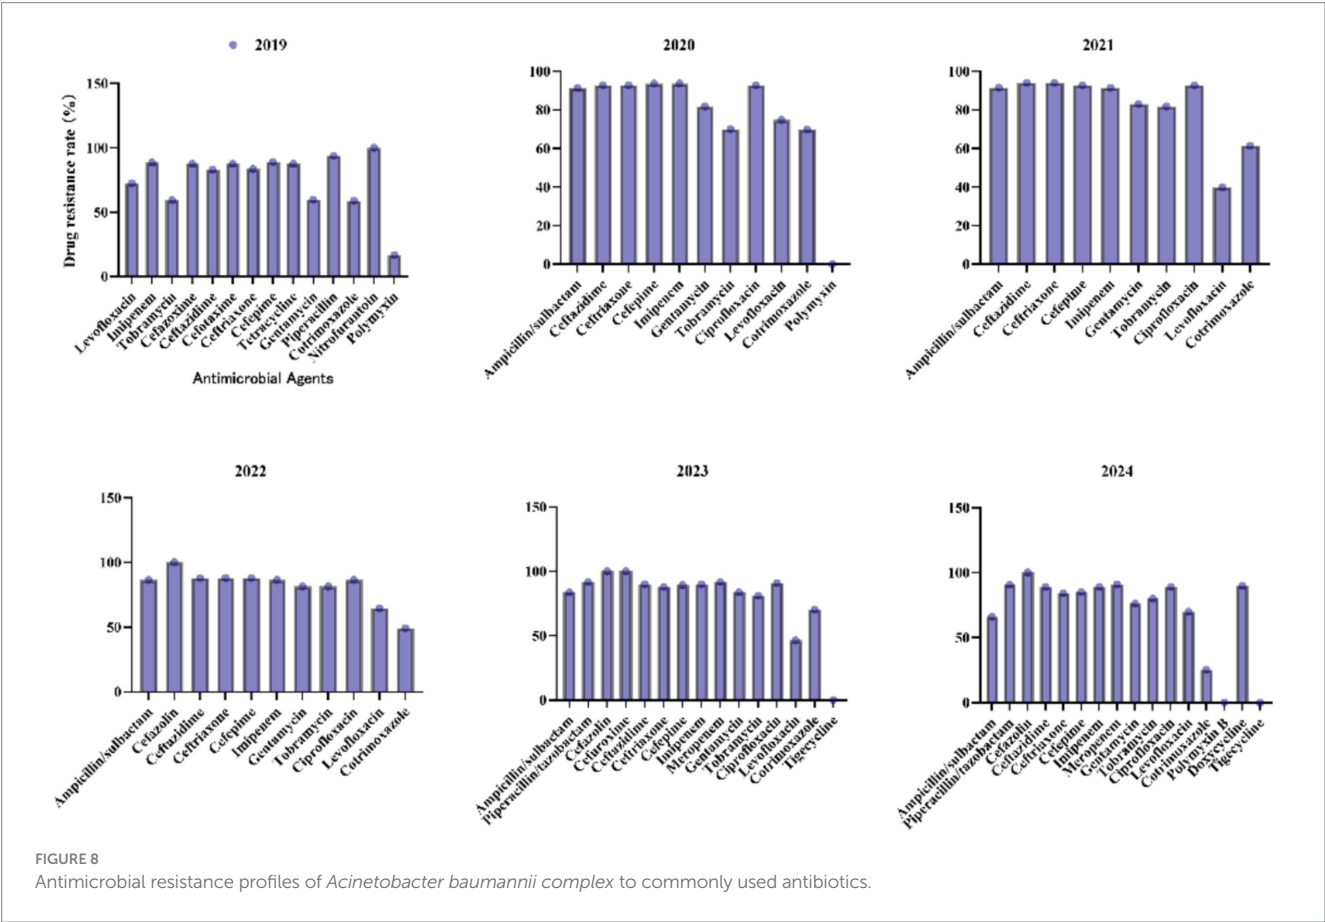 2019
150
100
50
0
Drug resistance rate (%)
Levofloxacin
Imipenem
Tobramycin
Cefazoxime
Ceftazidime
Cefotaxime
Ceftriaxone
Cefepime
Tetracycline
Gentamycin
Piperacillin
Cotrimoxazole
Nitrofurantoin
Polymyxin
Antimicrobial Agents
2020
100
80
60
40
20
0
Ampicillin/sulbactam
Ceftazidime
Ceftriaxone
Cefepime
Imipenem
Gentamycin
Tobramycin
Ciprofloxacin
Levofloxacin
Cotrimoxazole
Polymyxin
2021
100
80
60
40
20
0
Ampicillin/sulbactam
Ceftazidime
Ceftriaxone
Cefepime
Imipenem
Gentamycin
Tobramycin
Ciprofloxacin
Levofloxacin
Cotrimoxazole
2022
150
100
50
0
Ampicillin/sulbactam
Cefazolin
Ceftazidime
Ceftriaxone
Cefepime
Imipenem
Gentamycin
Tobramycin
Ciprofloxacin
Levofloxacin
Cotrimoxazole
2023
150
100
50
0
Ampicillin/sulbactam
Piperacillin/tazobactam
Cefazolin
Cefuroxime
Ceftazidime
Ceftriaxone
Cefepime
Imipenem
Meropenem
Gentamycin
Tobramycin
Ciprofloxacin
Levofloxacin
Cotrimoxazole
Tigecycline
2024
150
100
50
0
Ampicillin/sulbactam
Piperacillin/tazobactam
Cefazolin
Ceftazidime
Ceftriaxone
Cefepime
Imipenem
Meropenem
Gentamycin
Tobramycin
Ciprofloxacin
Levofloxacin
Cotrimoxazole
Polymyxin B
Doxycycline
Tigecycline
FIGURE 8
Antimicrobial resistance profiles of Acinetobacter baumannii complex to commonly used antibiotics.